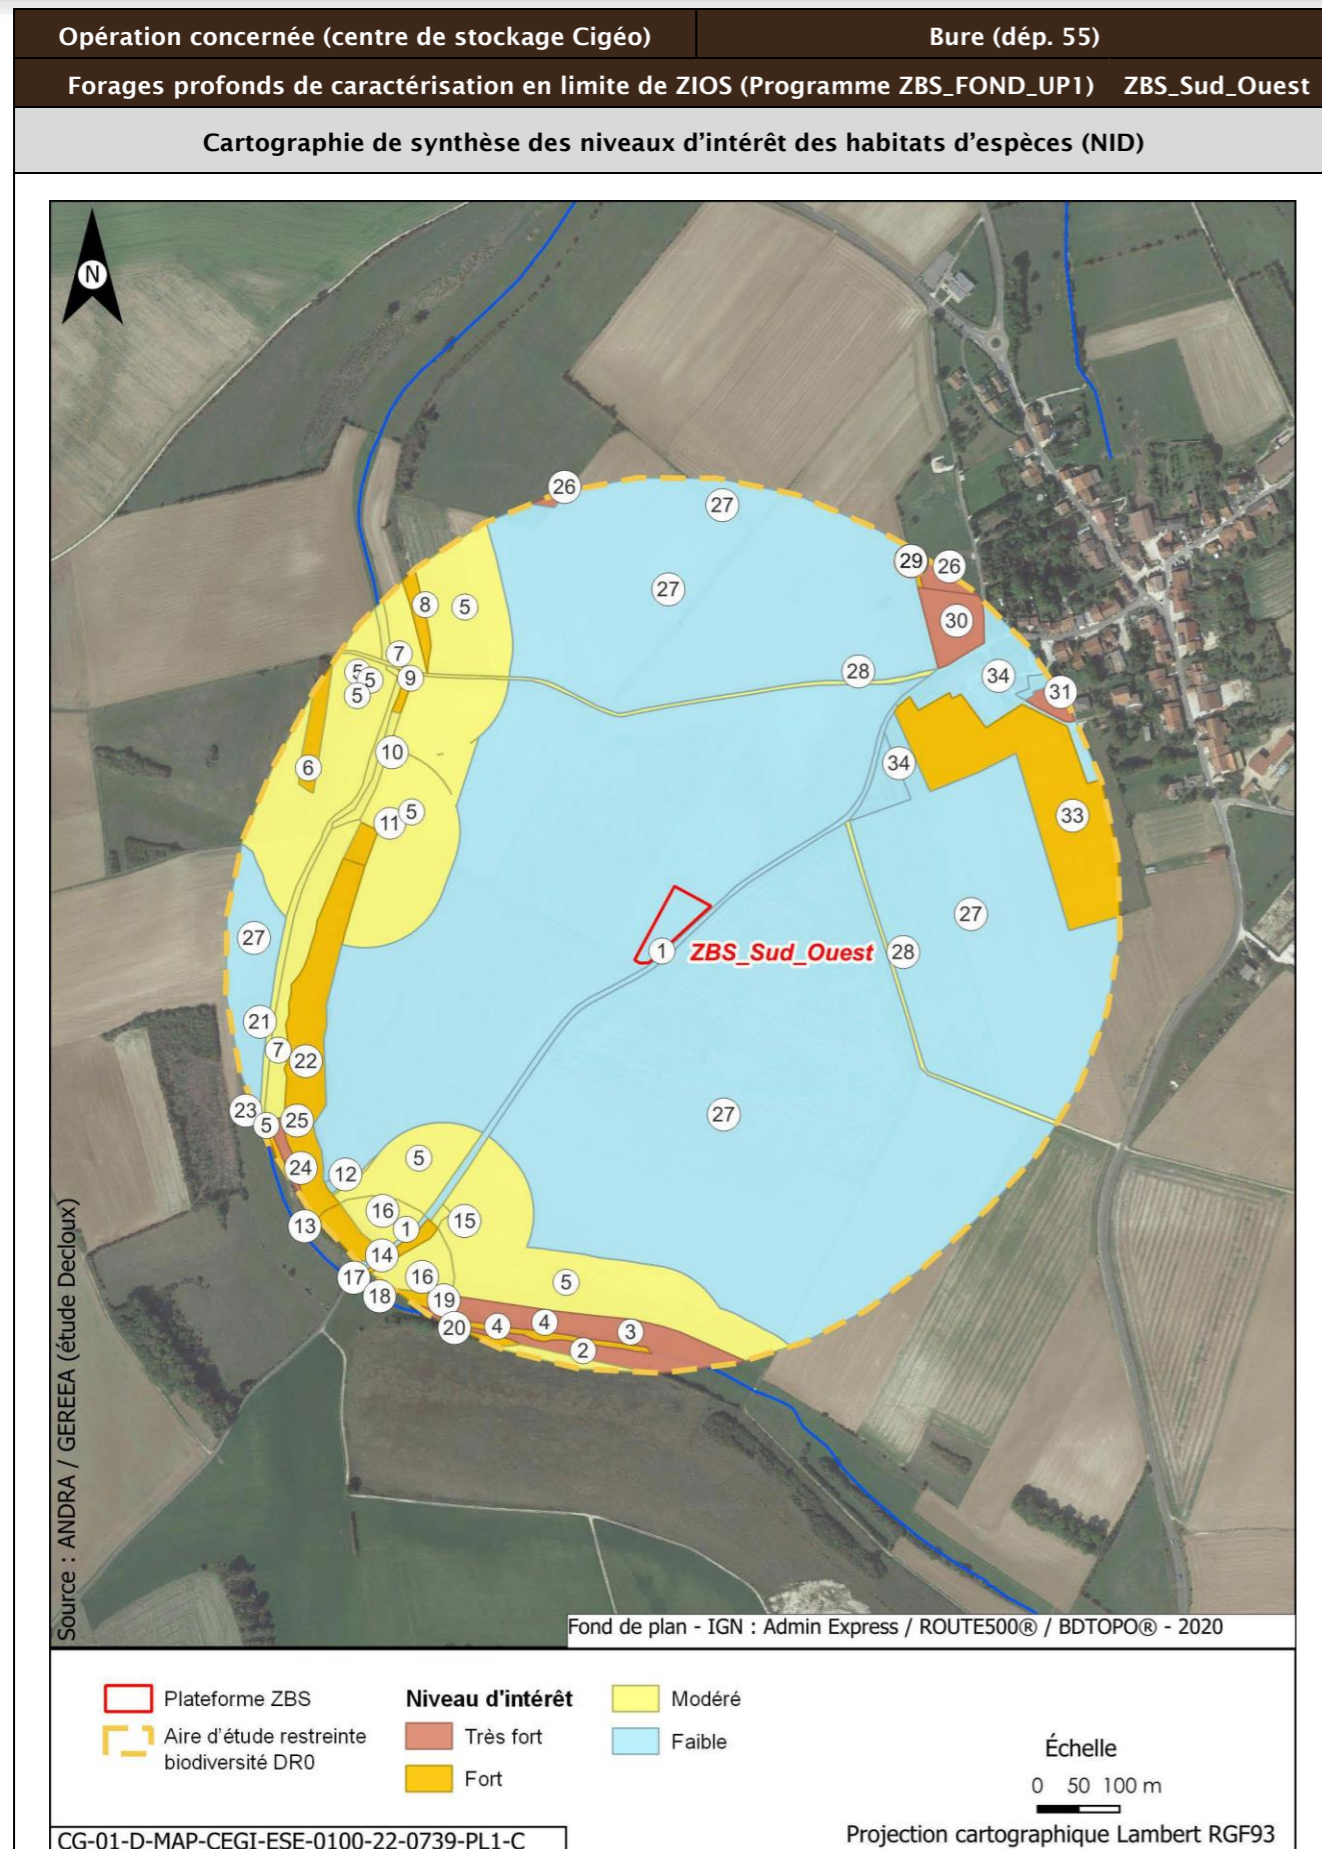 Opération concernée (centre de stockage Cigéo)
Bure (dép. 55)
Forages profonds de caractérisation en limite de ZIOS (Programme ZBS_FOND_UP1) ZBS_Sud_Ouest
Cartographie de synthèse des niveaux d'intérêt des habitats d'espèces (NID)
N
26
27
29
26
27
8
5
30
7
5
5
9
28
34
5
31
10
6
34
5
11
33
27
27
1
ZBS_Sud_Ouest
28
21
7
22
23
25
27
5
5
24
12
16
15
13
1
14
17
16
5
18
19
20
4
4
3
2
Source : ANDRA / GEREEA (étude Decloux)
Fond de plan - IGN : Admin Express / ROUTE500® / BDTOPO® - 2020
Plateforme ZBS
Aire d'étude restreinte
biodiversité DR0
Niveau d'intérêt
Très fort
Fort
Modéré
Faible
Échelle
0 50 100 m
Projection cartographique Lambert RGF93
CG-01-D-MAP-CEGI-ESE-0100-22-0739-PL1-C